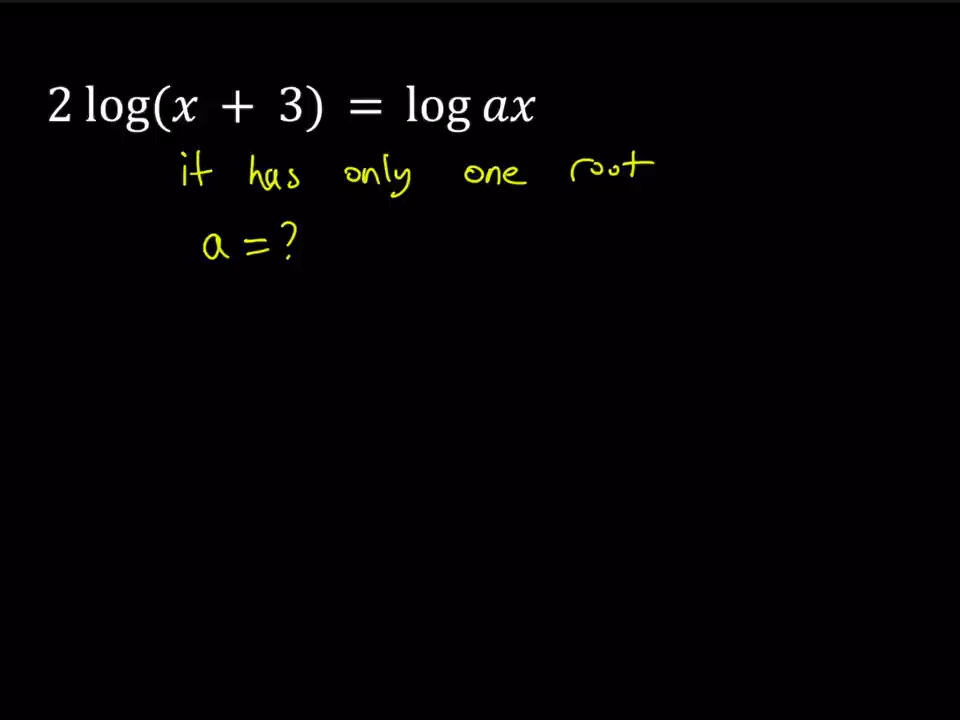 2 log(x + 3) = log ax
it has only one root
a = ?